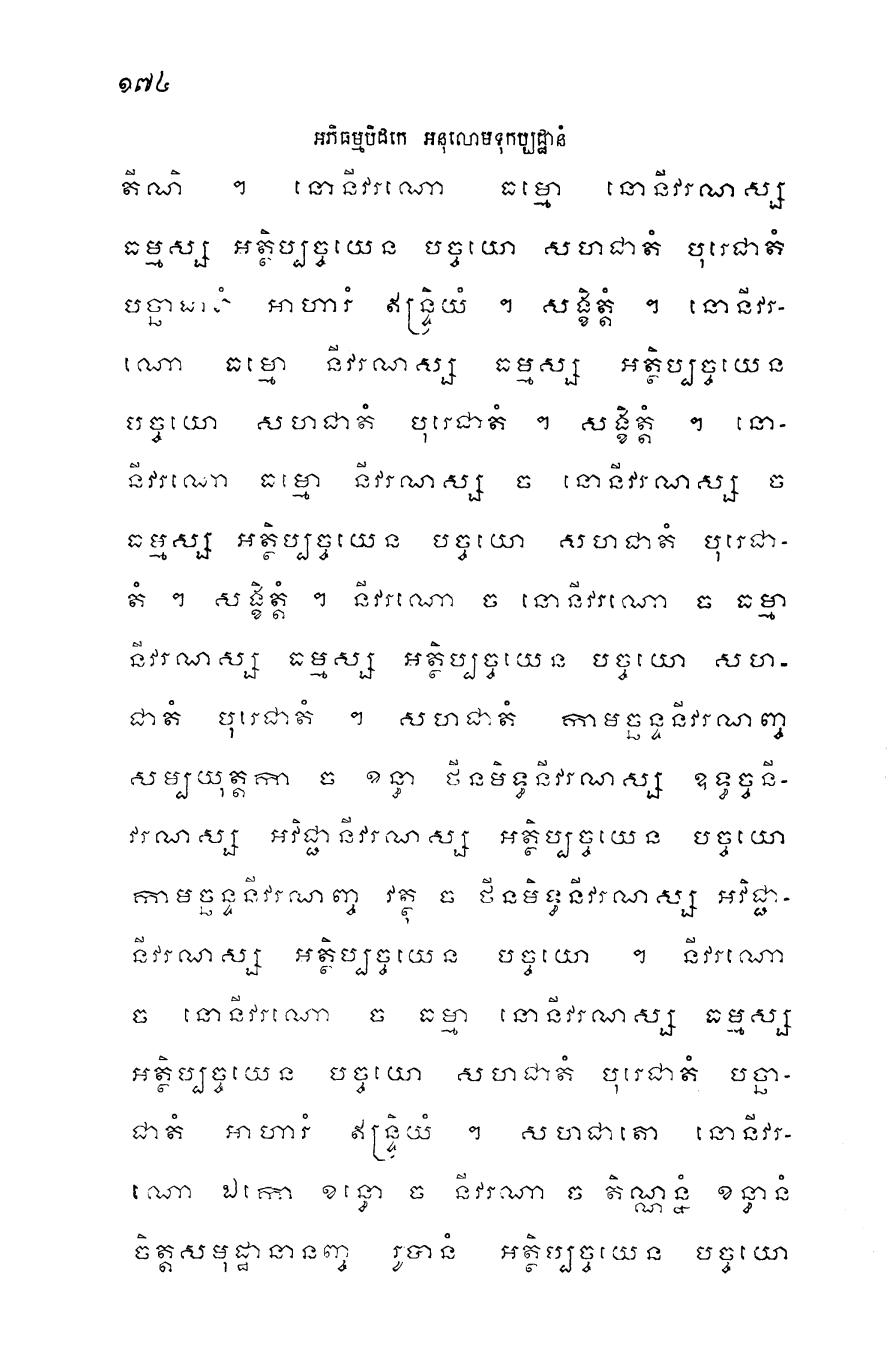 ១៧៤
អភិធម្មបិដកេ អនុលោមទុកប្បដ្ឋានំ
តីណិ ។ នោនីវរណោ ធម្មោ នោនីវរណស្ស
ធម្មស្ស អត្ថិប្បច្ចយេន បច្ចយោ សហជាតំ បុរេជាតំ
បច្ឆាជាតំ អាហារំ ឥន្ទ្រិយំ ។ សង្ខិត្តំ ។ នោនីវរ-
ណោ ធម្មោ នីវរណស្ស ធម្មស្ស អត្ថិប្បច្ចយេន
បច្ចយោ សហជាតំ បុរេជាតំ ។ សង្ខិត្តំ ។ នោ-
នីវរណោ ធម្មោ នីវរណស្ស ច នោនីវរណស្ស ច
ធម្មស្ស អត្ថិប្បច្ចយេន បច្ចយោ សហជាតំ បុរេជា-
តំ ។ សង្ខិត្តំ ។ នីវរណោ ច នោនីវរណោ ច ធម្មា
នីវរណស្ស ធម្មស្ស អត្ថិប្បច្ចយេន បច្ចយោ សហ-
ជាតំ បុរេជាតំ ។ សហជាតំ កាមច្ឆន្ទនីវរណញ្ច
សម្បយុត្តកា ច ខន្ធា ថីនមិទ្ធនីវរណស្ស ឧទ្ធច្ចនី-
វរណស្ស អវិជ្ជានីវរណស្ស អត្ថិប្បច្ចយេន បច្ចយោ
កាមច្ឆន្ទនីវរណញ្ច វត្ថុ ច ថីនមិទ្ធនីវរណស្ស អវិជ្ជា-
នីវរណស្ស អត្ថិប្បច្ចយេន បច្ចយោ ។ នីវរណោ
ច នោនីវរណោ ច ធម្មា នោនីវរណស្ស ធម្មស្ស
អត្ថិប្បច្ចយេន បច្ចយោ សហជាតំ បុរេជាតំ បច្ឆា-
ជាតំ អាហារំ ឥន្ទ្រិយំ ។ សហជាតោ នោនីវរ-
ណោ ឯកោ ខន្ធោ ច នីវរណា ច តិណ្ណន្នំ ខន្ធានំ
ចិត្តសមុដ្ឋានានញ្ច រូបានំ អត្ថិប្បច្ចយេន បច្ចយោ